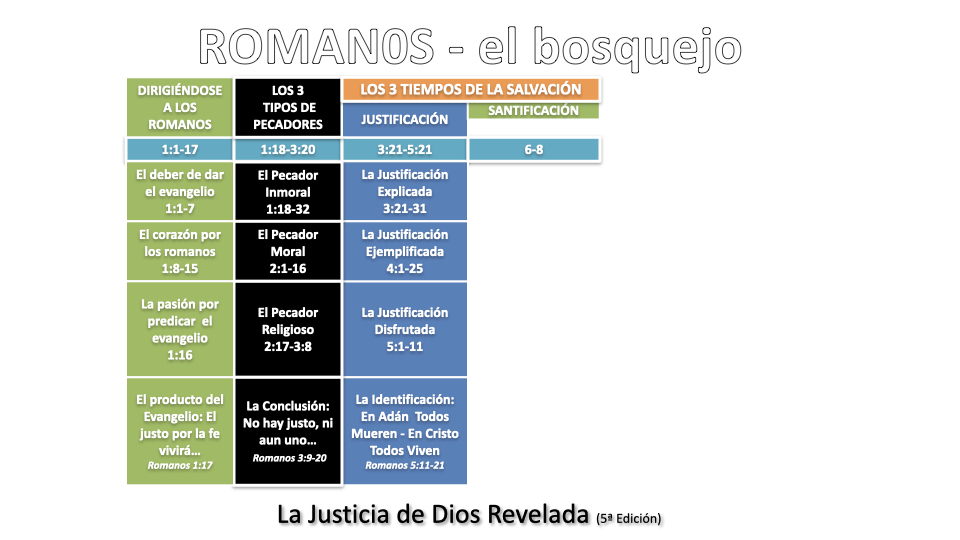 ROMAN0S - el bosquejo
DIRIGIÉNDOSE
A LOS
ROMANOS
LOS 3
TIPOS DE
PECADORES
LOS 3 TIEMPOS DE LA SALVACIÓN
JUSTIFICACIÓN
SANTIFICACIÓN
1:1-17
1:18-3:20
3:21-5:21
6-8
El deber de dar
el evangelio
1:1-7
El Pecador
Inmoral
1:18-32
La Justificación
Explicada
3:21-31
El corazón por
los romanos
1:8-15
El Pecador
Moral
2:1-16
La Justificación
Ejemplificada
4:1-25
La pasión por
predicar el
evangelio
1:16
El Pecador
Religioso
2:17-3:8
La Justificación
Disfrutada
5:1-11
El producto del
Evangelio: El
justo por la fe
vivirá...
Romanos 1:17
La Conclusión:
No hay justo, ni
aun uno...
Romanos 3:9-20
La Identificación:
En Adán Todos
Mueren - En Cristo
Todos Viven
Romanos 5:11-21
La Justicia de Dios Revelada (5ª Edición)